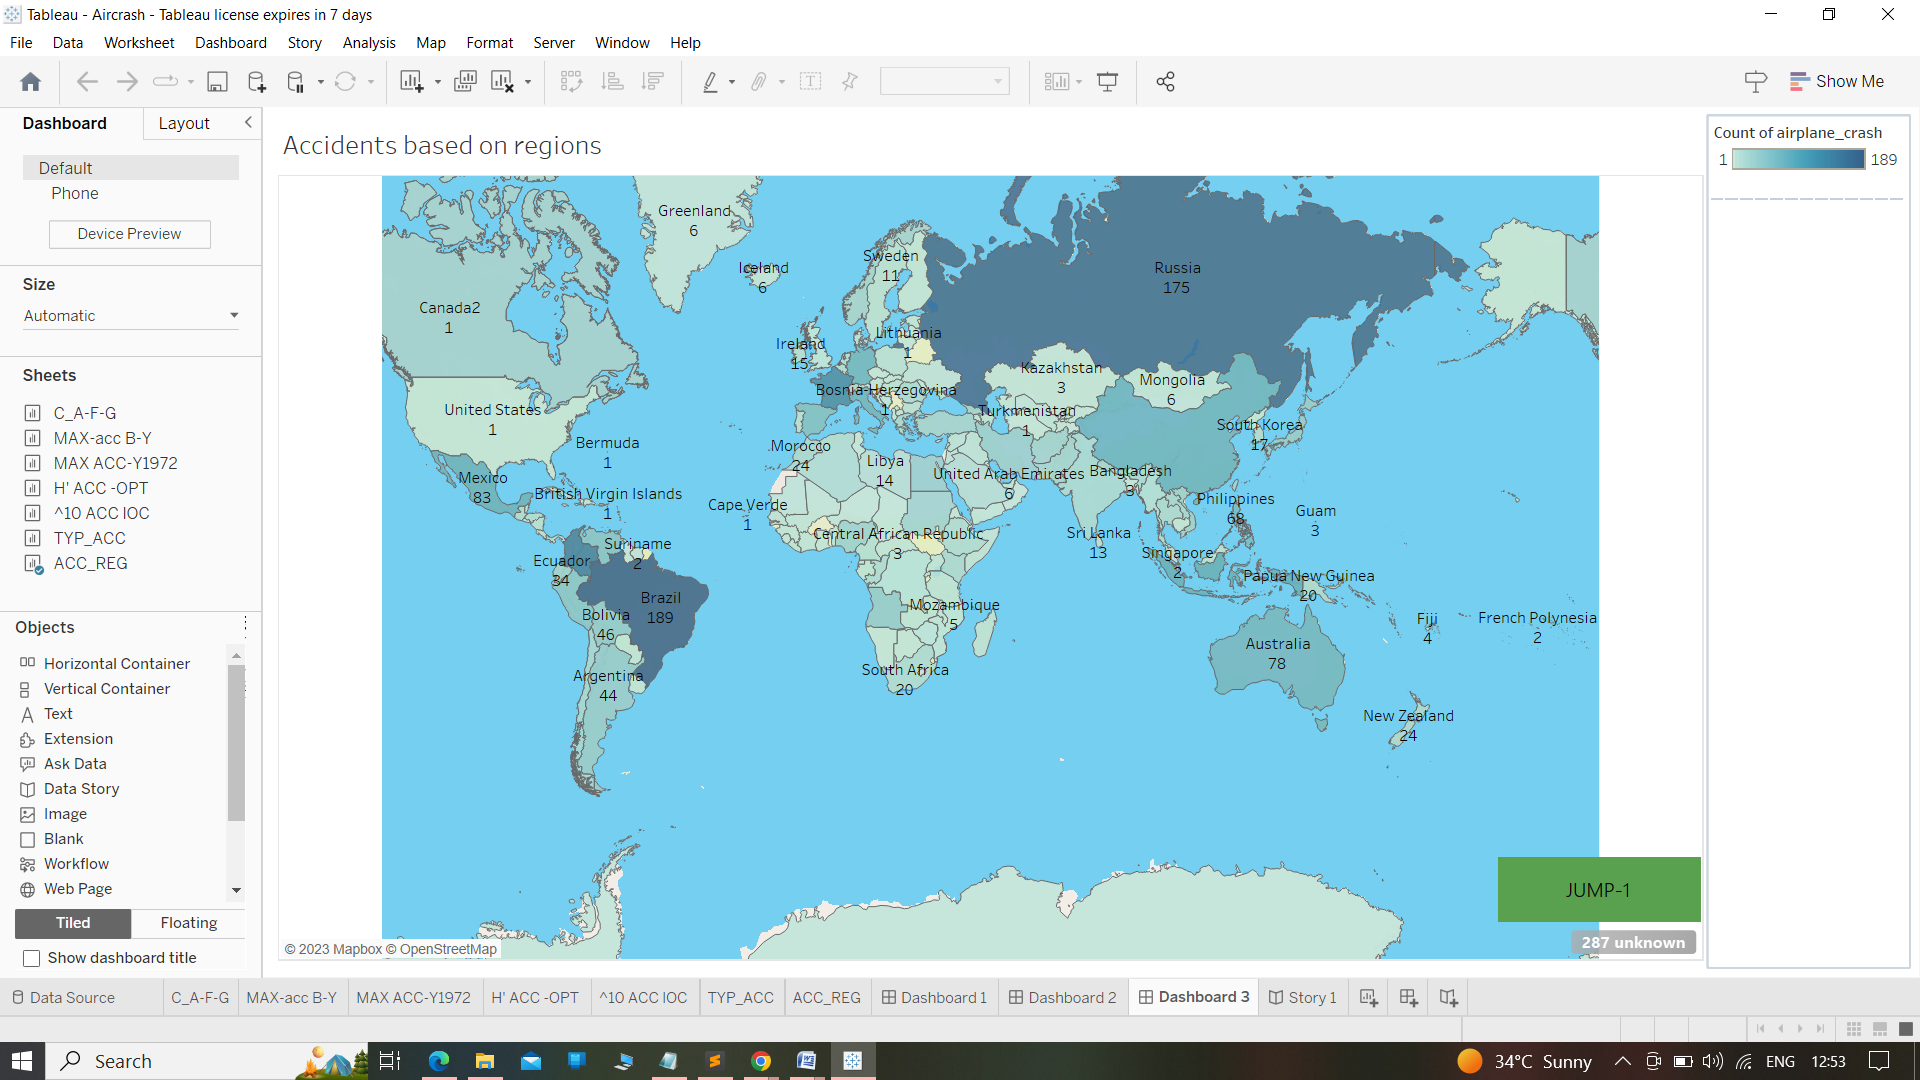 Tableau - Aircrash - Tableau license expires in 7 days
File Data Worksheet Dashboard Story Analysis Map Format Server Window Help
Show Me
Dashboard Layout
Default
Phone
Device Preview
Size
Automatic
Sheets
C_A-F-G
MAX-acc B-Y
MAX ACC-Y1972
H' ACC -OPT
^10 ACC IOC
TYP_ACC
ACC_REG
Objects
Horizontal Container
Vertical Container
Text
Extension
Ask Data
Data Story
Image
Blank
Workflow
Web Page
Tiled Floating
Show dashboard title
Accidents based on regions
Greenland
6
Iceland
6
Sweden
11
Russia
175
Canada2
1
Lithuania
1
Ireland
15
Kazakhstan
3
Mongolia
6
Bosnia-Herzegovina
1
United States
1
Turkmenistan
1
South Korea
17
Bermuda
1
Morocco
24
Libya
14
United Arab Emirates
6
Bangladesh
3
Mexico
83
British Virgin Islands
1
Cape Verde
1
Philippines
68
Guam
3
Central African Republic
3
Sri Lanka
13
Suriname
2
Singapore
2
Ecuador
34
Papua New Guinea
20
Brazil
189
Mozambique
5
Bolivia
46
Fiji
4
French Polynesia
2
Australia
78
South Africa
20
Argentina
44
New Zealand
24
JUMP-1
287 unknown
© 2023 Mapbox © OpenStreetMap
Count of airplane_crash
1 189
Data Source C_A-F-G MAX-acc B-Y MAX ACC-Y1972 H' ACC -OPT ^10 ACC IOC TYP_ACC ACC_REG Dashboard 1 Dashboard 2 Dashboard 3 Story 1
Search
34°C Sunny ENG 12:53